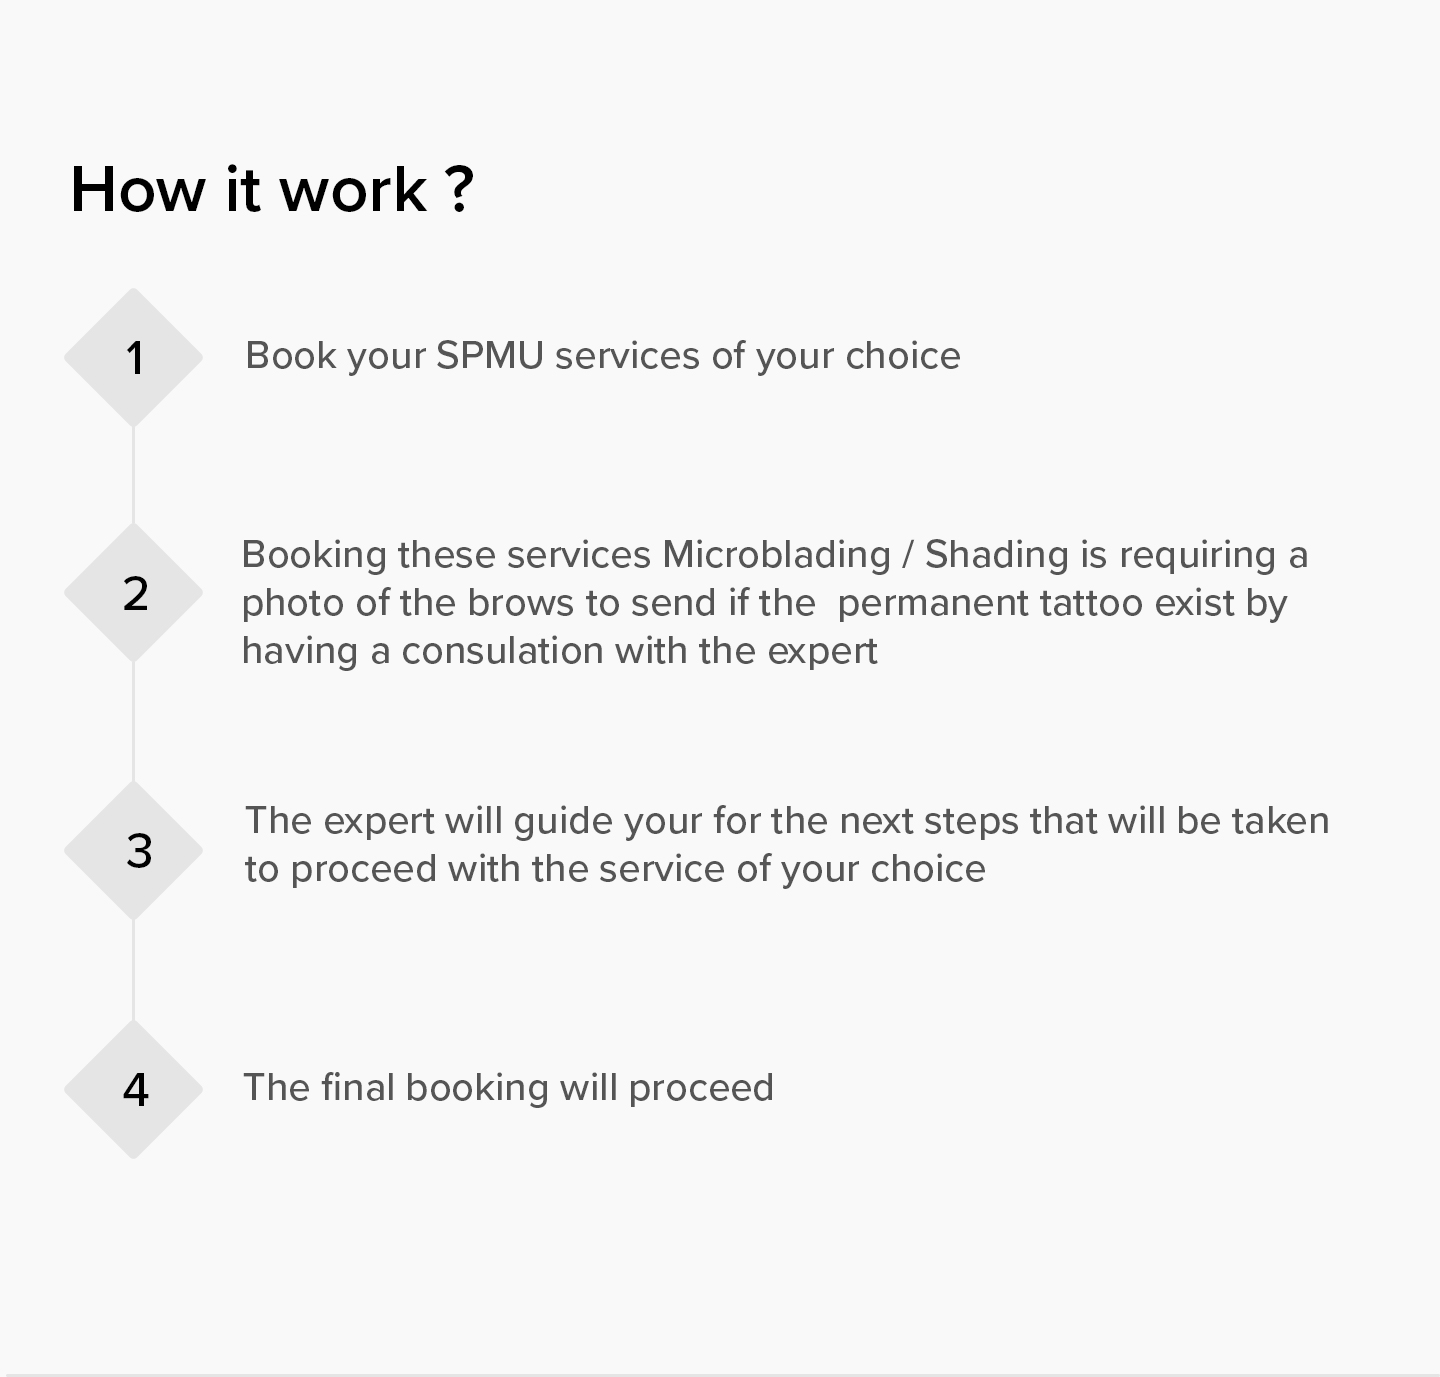 How it work ?
1
Book your SPMU services of your choice
2
Booking these services Microblading / Shading is requiring a
photo of the brows to send if the  permanent tattoo exist by
having a consulation with the expert
3
The expert will guide your for the next steps that will be taken
to proceed with the service of your choice
4
The final booking will proceed